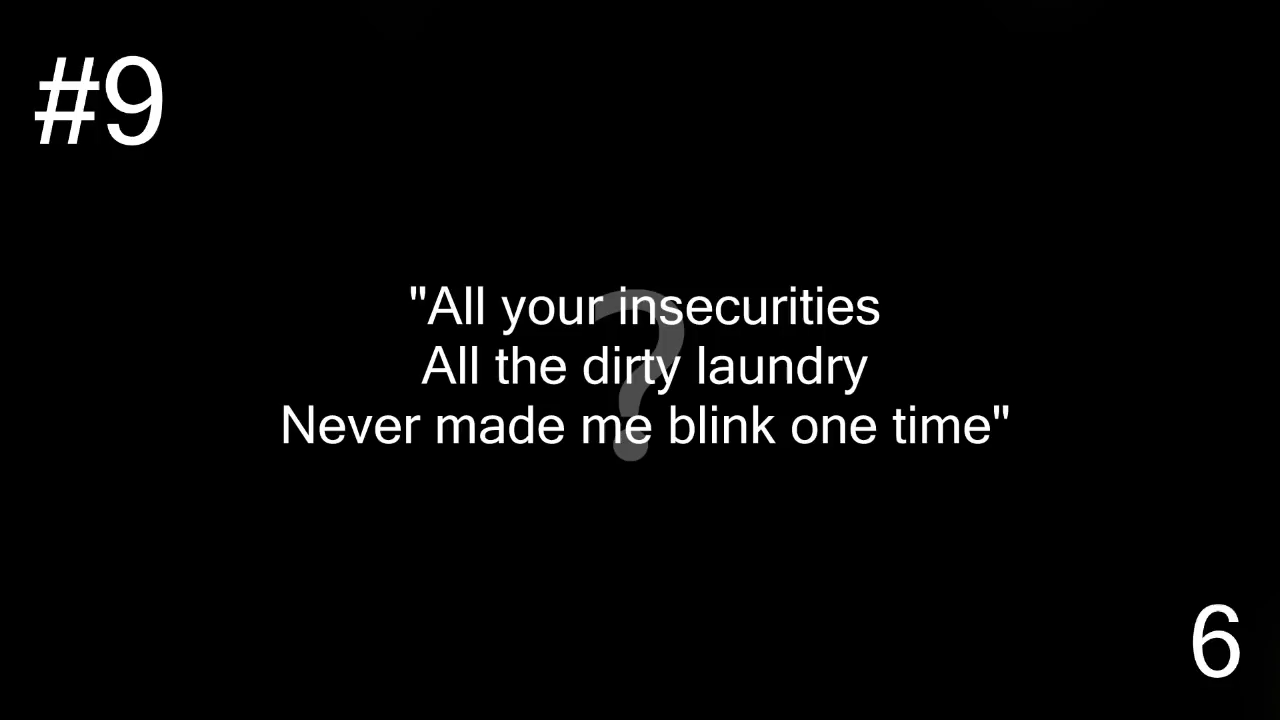 #9
"All your insecurities
All the dirty laundry
Never made me blink one time"
?
6